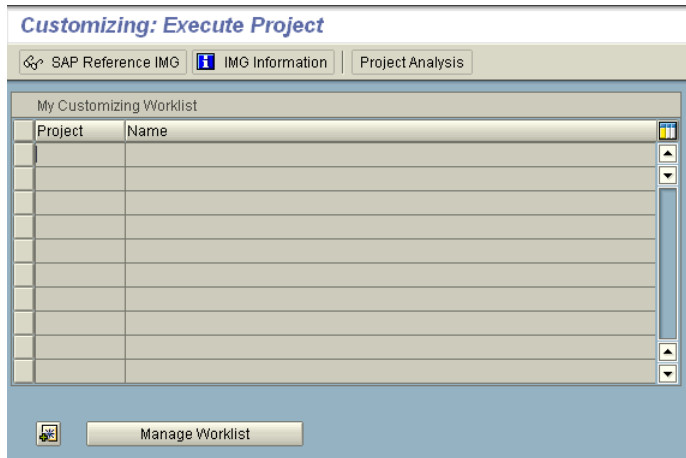 Customizing: Execute Project
SAP Reference IMG IMG Information Project Analysis
My Customizing Worklist
Project Name
Manage Worklist